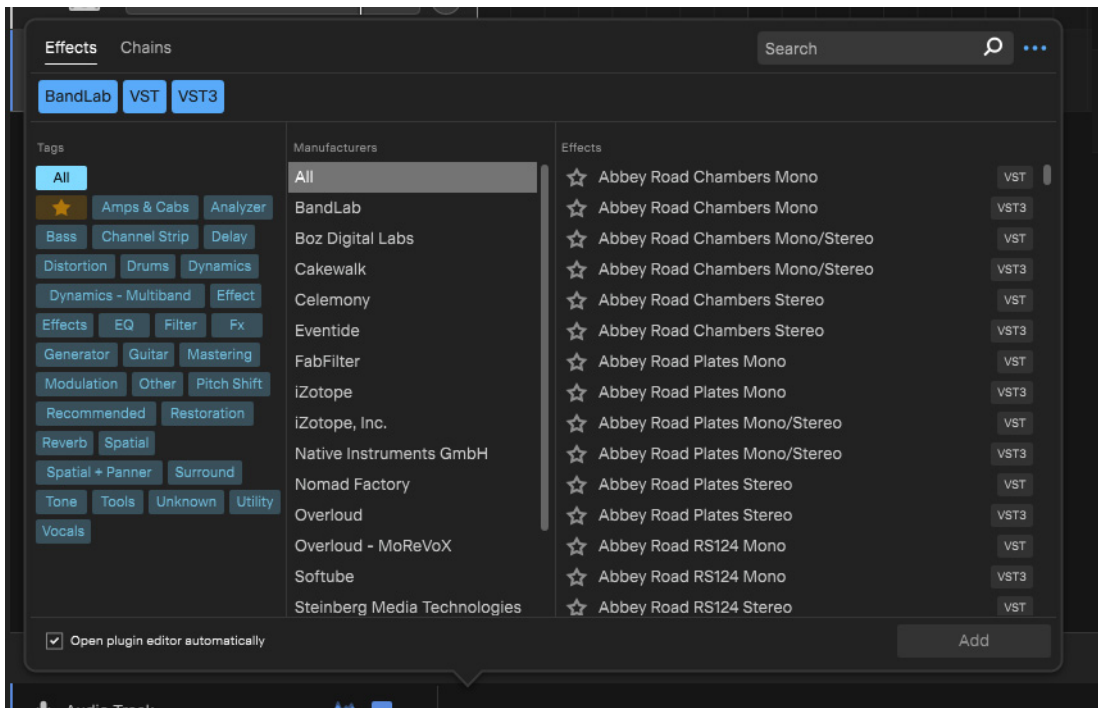 Effects Chains Search
BandLab VST VST3
Tags
All
Amps & Cabs Analyzer
Bass Channel Strip Delay
Distortion Drums Dynamics
Dynamics - Multiband Effect
Effects EQ Filter Fx
Generator Guitar Mastering
Modulation Other Pitch Shift
Recommended Restoration
Reverb Spatial
Spatial + Panner Surround
Tone Tools Unknown Utility
Vocals
Manufacturers
All
BandLab
Boz Digital Labs
Cakewalk
Celemony
Eventide
FabFilter
iZotope
iZotope, Inc.
Native Instruments GmbH
Nomad Factory
Overloud
Overloud - MoReVoX
Softube
Steinberg Media Technologies
Effects
Abbey Road Chambers Mono VST
Abbey Road Chambers Mono VST3
Abbey Road Chambers Mono/Stereo VST
Abbey Road Chambers Mono/Stereo VST3
Abbey Road Chambers Stereo VST
Abbey Road Chambers Stereo VST3
Abbey Road Plates Mono VST
Abbey Road Plates Mono VST3
Abbey Road Plates Mono/Stereo VST
Abbey Road Plates Mono/Stereo VST3
Abbey Road Plates Stereo VST
Abbey Road Plates Stereo VST3
Abbey Road RS124 Mono VST
Abbey Road RS124 Mono VST3
Abbey Road RS124 Stereo VST
Open plugin editor automatically Add
Audio Track